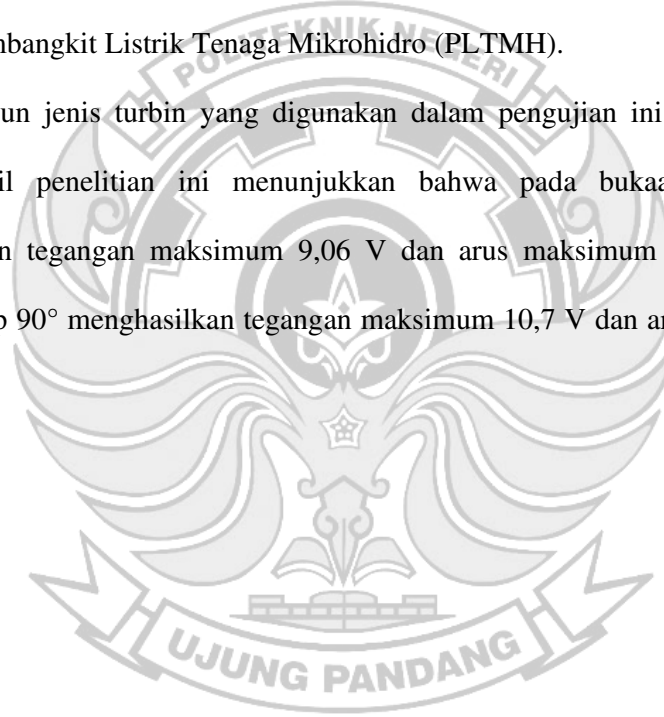 mbangkit Listrik Tenaga Mikrohidro (PLTMH).
POLITEKNIK NEGERI
un jenis turbin yang digunakan dalam pengujian ini
il penelitian ini menunjukkan bahwa pada bukaa
n tegangan maksimum 9,06 V dan arus maksimum
p 90° menghasilkan tegangan maksimum 10,7 V dan ar
UJUNG PANDANG